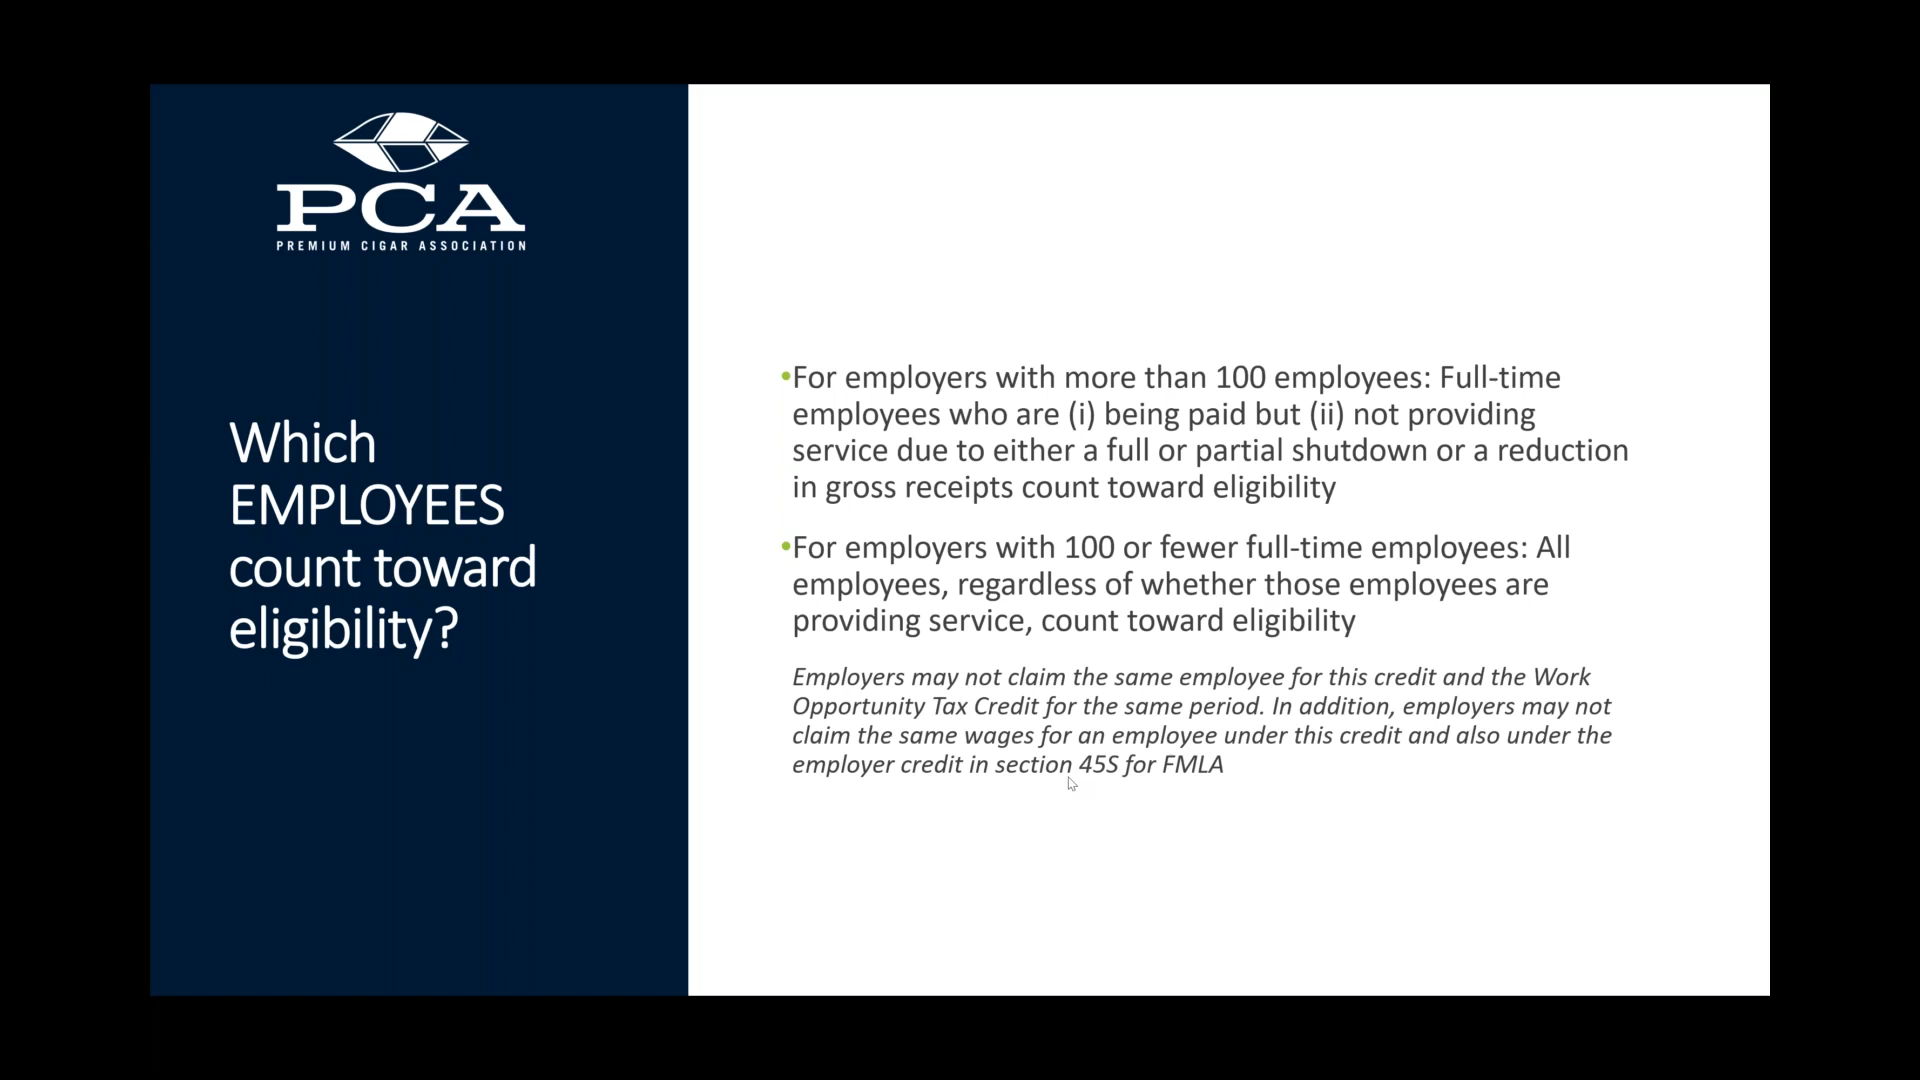 PCA
PREMIUM CIGAR ASSOCIATION
Which
EMPLOYEES
count toward
eligibility?
•For employers with more than 100 employees: Full-time
employees who are (i) being paid but (ii) not providing
service due to either a full or partial shutdown or a reduction
in gross receipts count toward eligibility
•For employers with 100 or fewer full-time employees: All
employees, regardless of whether those employees are
providing service, count toward eligibility
Employers may not claim the same employee for this credit and the Work
Opportunity Tax Credit for the same period. In addition, employers may not
claim the same wages for an employee under this credit and also under the
employer credit in section 45S for FMLA